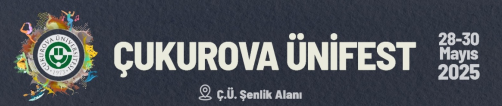 ÇUKUROVA ÜNİFEST
28-30
Mayıs
2025
Ç.Ü. Şenlik Alanı